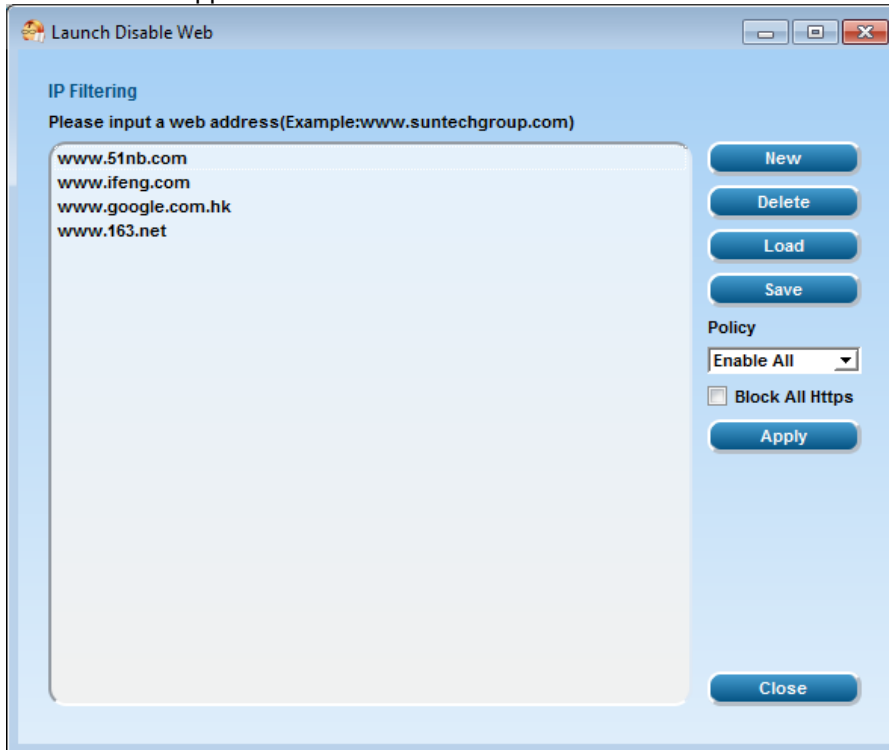 Launch Disable Web
IP Filtering
Please input a web address(Example:www.suntechgroup.com)
www.51nb.com
www.ifeng.com
www.google.com.hk
www.163.net
New
Delete
Load
Save
Policy
Enable All
Block All Https
Apply
Close